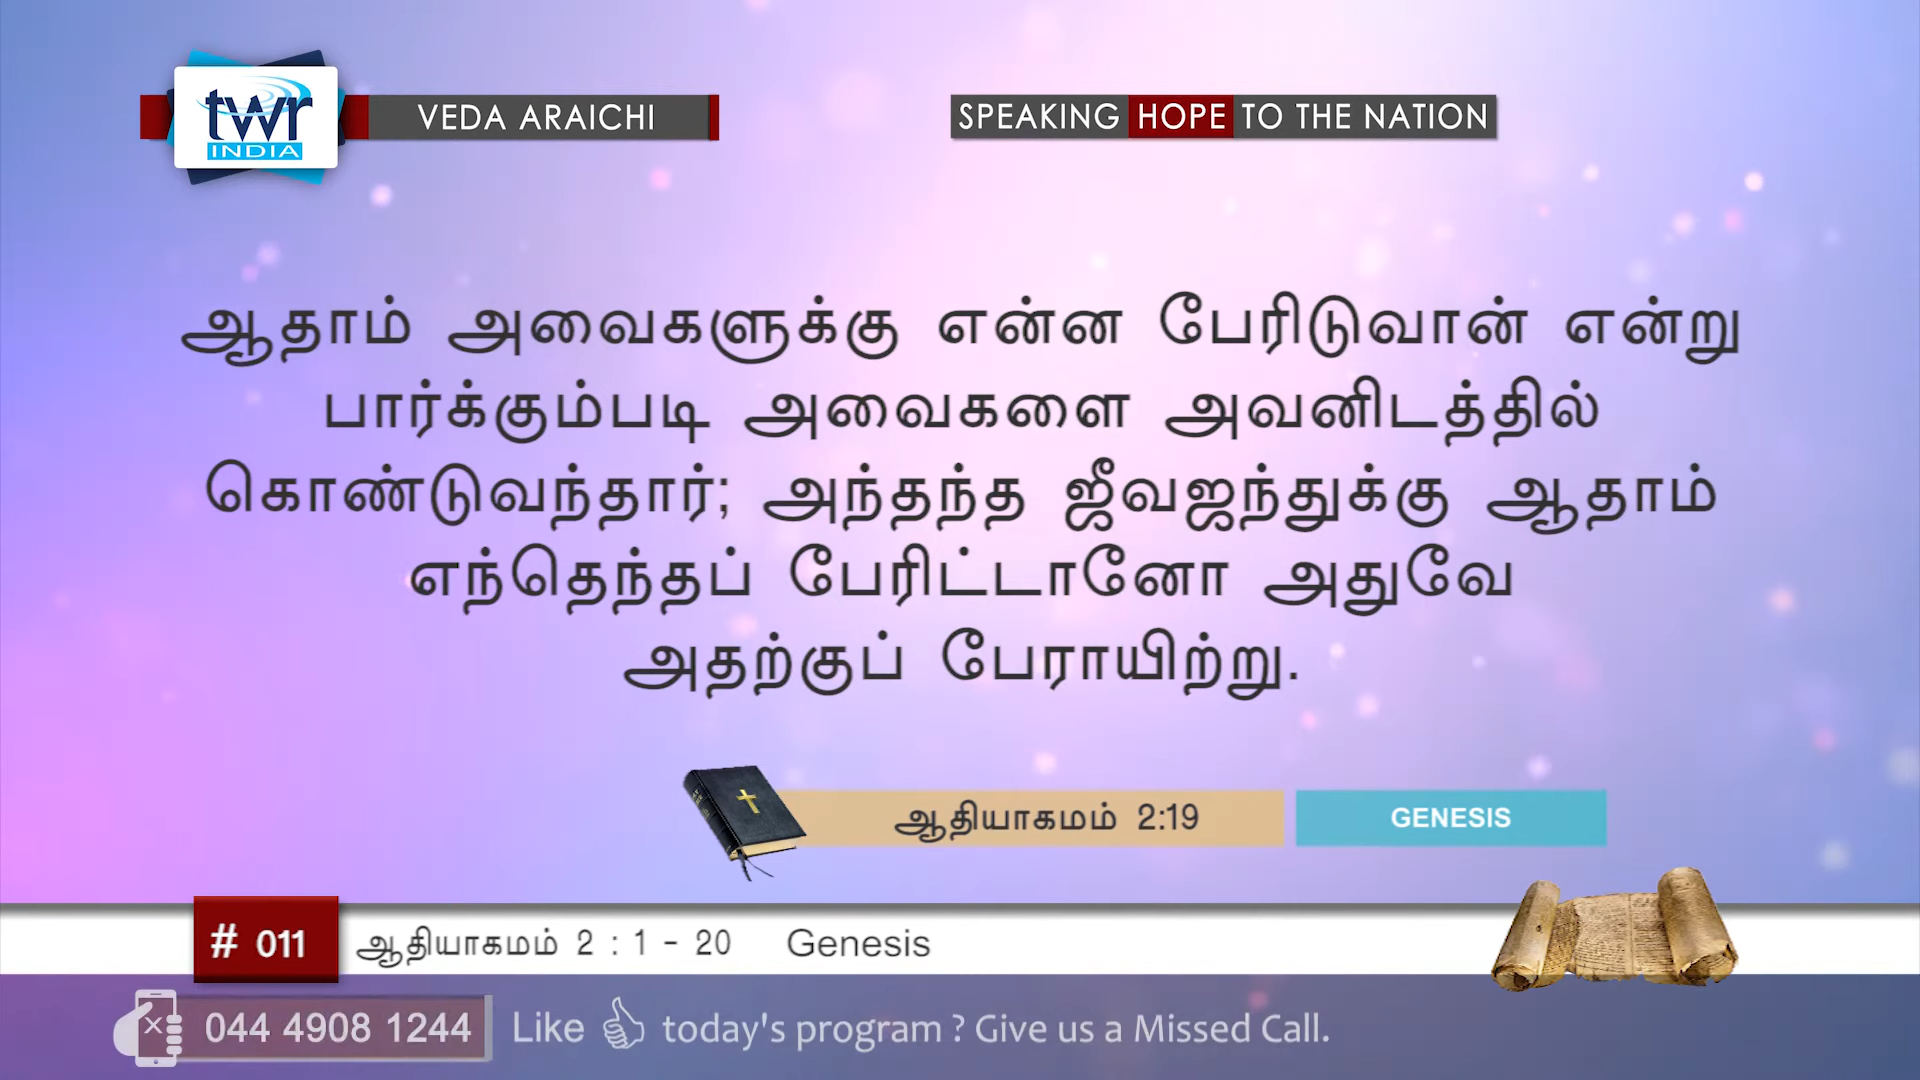 twr
INDIA
VEDA ARAICHI
SPEAKING HOPE TO THE NATION
ஆதாம் அவைகளுக்கு என்ன பேரிடுவான் என்று
பார்க்கும்படி அவைகளை அவனிடத்தில்
கொண்டுவந்தார்; அந்தந்த ஜீவஜந்துக்கு ஆதாம்
எந்தெந்தப் பேரிட்டானோ அதுவே
அதற்குப் பேராயிற்று.
ஆதியாகமம் 2:19
GENESIS
# 011
ஆதியாகமம் 2 : 1 - 20 Genesis
044 4908 1244
Like today's program ? Give us a Missed Call.